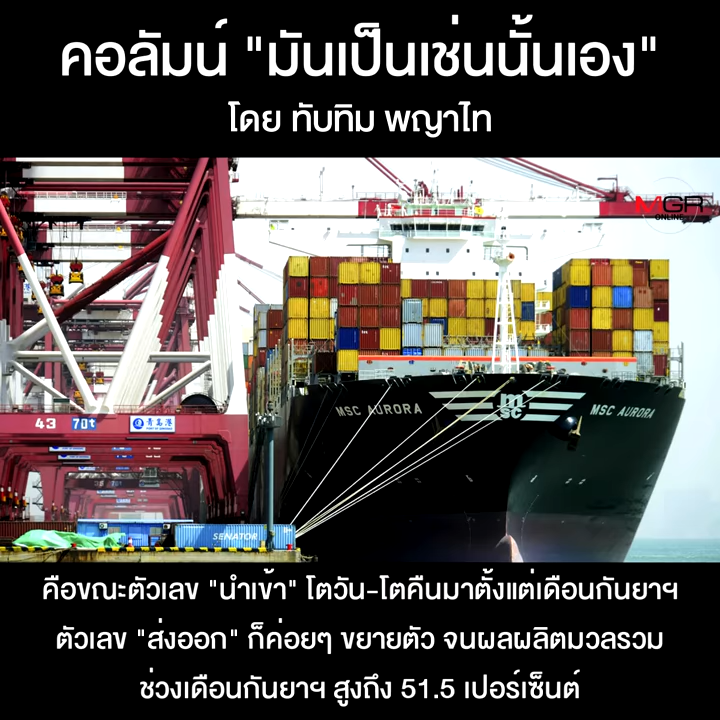 คอลัมน์ "มันเป็นเช่นนั้นเอง"
โดย ทับทิม พญาไท
MGR
ONLINE
MSC AURORA
msc
MSC AURORA
43
70t
青岛港
SENATOR
คือขณะตัวเลข "นำเข้า" โตวัน-โตคืนมาตั้งแต่เดือนกันยาฯ
ตัวเลข "ส่งออก" ก็ค่อยๆ ขยายตัว จนผลผลิตมวลรวม
ช่วงเดือนกันยาฯ สูงถึง 51.5 เปอร์เซ็นต์